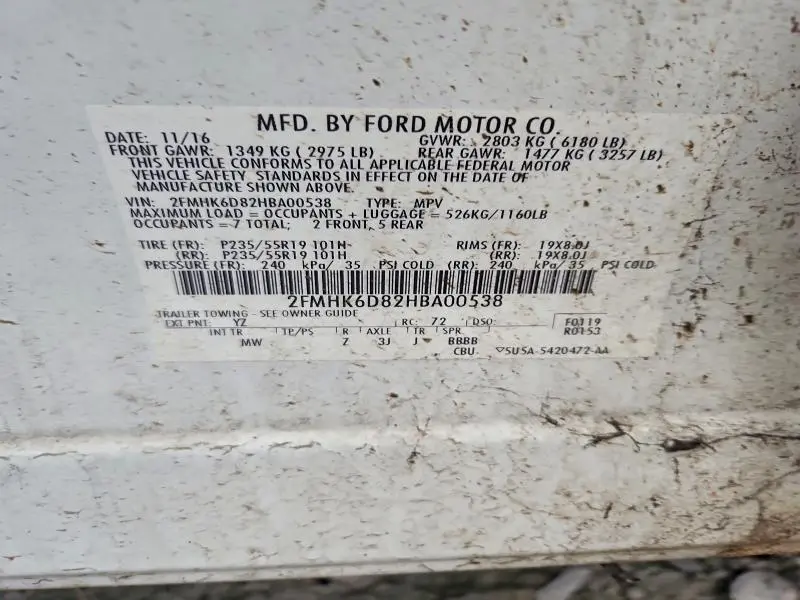 MFD. BY FORD MOTOR CO.
DATE: 11/16 GVWR: 2803 KG ( 6180 LB)
FRONT GAWR: 1349 KG ( 2975 LB) REAR GAWR: 1477 KG ( 3257 LB)
THIS VEHICLE CONFORMS TO ALL APPLICABLE FEDERAL MOTOR
VEHICLE SAFETY STANDARDS IN EFFECT ON THE DATE OF
MANUFACTURE SHOWN ABOVE.
VIN: 2FMHK6D82HBA00538 TYPE: MPV
MAXIMUM LOAD = OCCUPANTS + LUGGAGE = 526KG/1160LB
OCCUPANTS = 7 TOTAL; 2 FRONT, 5 REAR
TIRE (FR): P235/55R19 101H RIMS (FR): 19X8.0J
(RR): P235/55R19 101H (RR): 19X8.0J
PRESSURE (FR): 240 kPa/ 35 PSI COLD (RR): 240 kPa/ 35 PSI COLD
2FMHK6D82HBA00538
TRAILER TOWING - SEE OWNER GUIDE
EXT PNT: YZ RC: 72 DSO: F0119
INT TR TP/PS R AXLE TR SPR R0153
MW Z 3J J BBBB
CBU ▽5U5A-5420472-AA